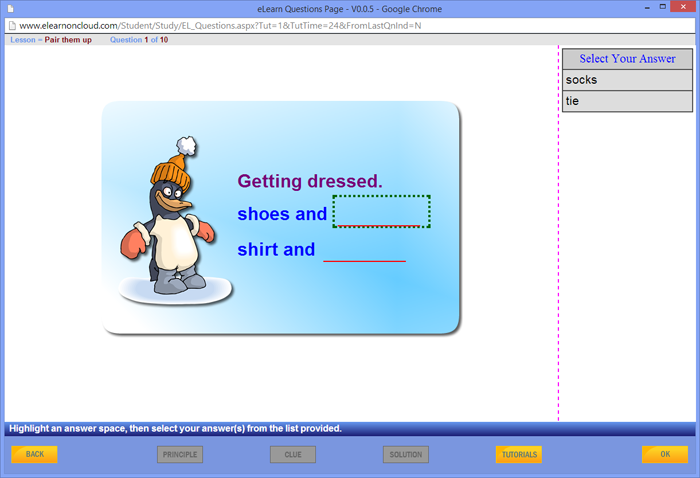 eLearn Questions Page - V0.0.5 - Google Chrome
www.elearnoncloud.com/Student/Study/EL_Questions.aspx?Tut=1&TutTime=24&FromLastQnInd=N
Lesson – Pair them up Question 1 of 10
Select Your Answer
socks
tie
Getting dressed.
shoes and ________
shirt and ________
Highlight an answer space, then select your answer(s) from the list provided.
BACK PRINCIPLE CLUE SOLUTION TUTORIALS OK